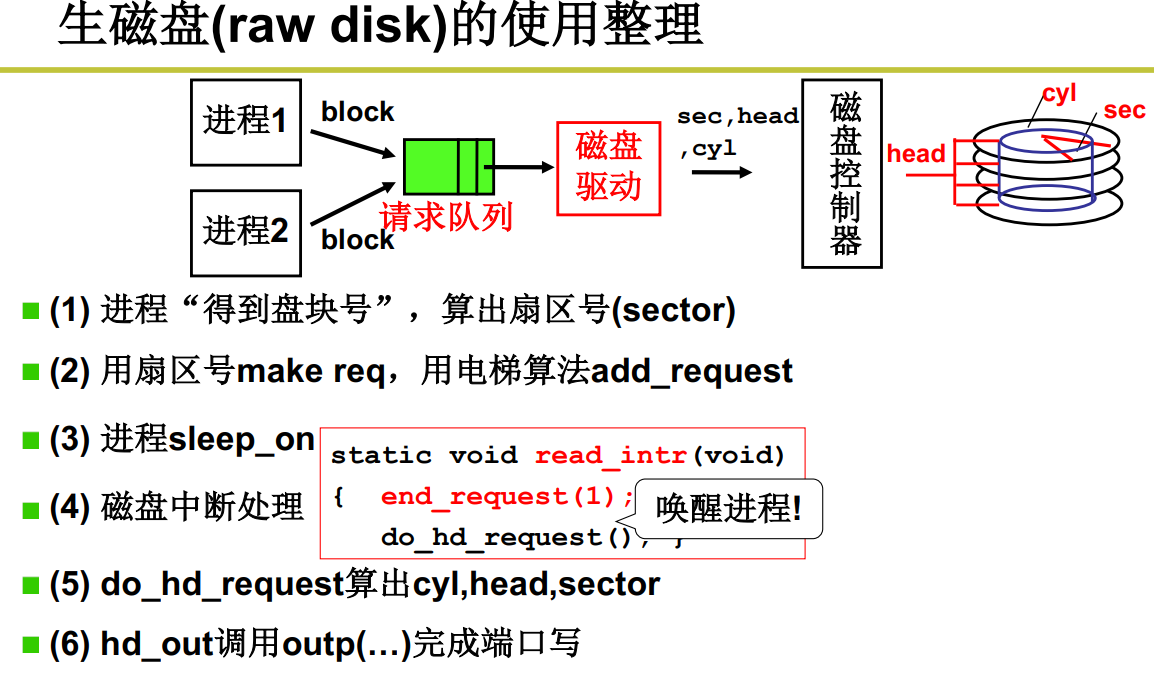 生磁盘(raw disk)的使用整理
进程1
block
进程2
block
请求队列
磁盘
驱动
sec,head
,cyl
磁盘控制器
head
cyl
sec
(1) 进程“得到盘块号”，算出扇区号(sector)
(2) 用扇区号make req，用电梯算法add_request
(3) 进程sleep_on
(4) 磁盘中断处理
static void read_intr(void)
{ end_request(1);
do_hd_request(); }
唤醒进程!
(5) do_hd_request算出cyl,head,sector
(6) hd_out调用outp(…)完成端口写